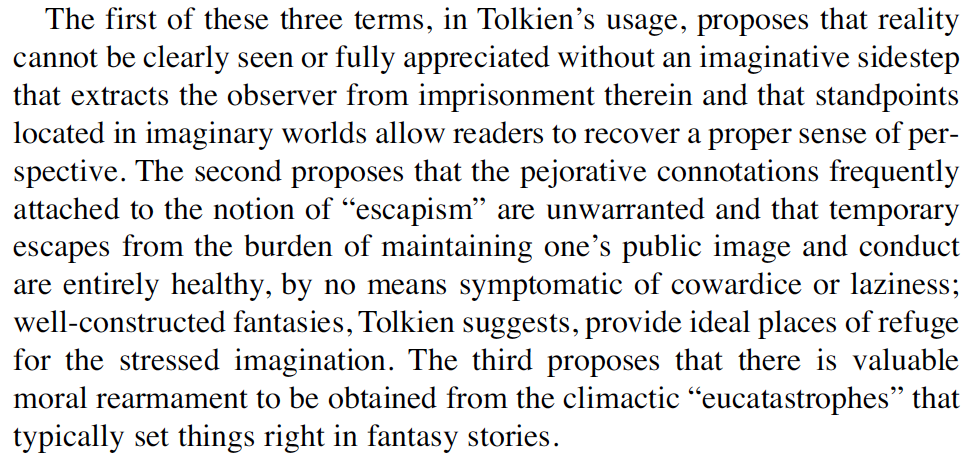 The first of these three terms, in Tolkien’s usage, proposes that reality
cannot be clearly seen or fully appreciated without an imaginative sidestep
that extracts the observer from imprisonment therein and that standpoints
located in imaginary worlds allow readers to recover a proper sense of per-
spective. The second proposes that the pejorative connotations frequently
attached to the notion of “escapism” are unwarranted and that temporary
escapes from the burden of maintaining one’s public image and conduct
are entirely healthy, by no means symptomatic of cowardice or laziness;
well-constructed fantasies, Tolkien suggests, provide ideal places of refuge
for the stressed imagination. The third proposes that there is valuable
moral rearmament to be obtained from the climactic “eucatastrophes” that
typically set things right in fantasy stories.